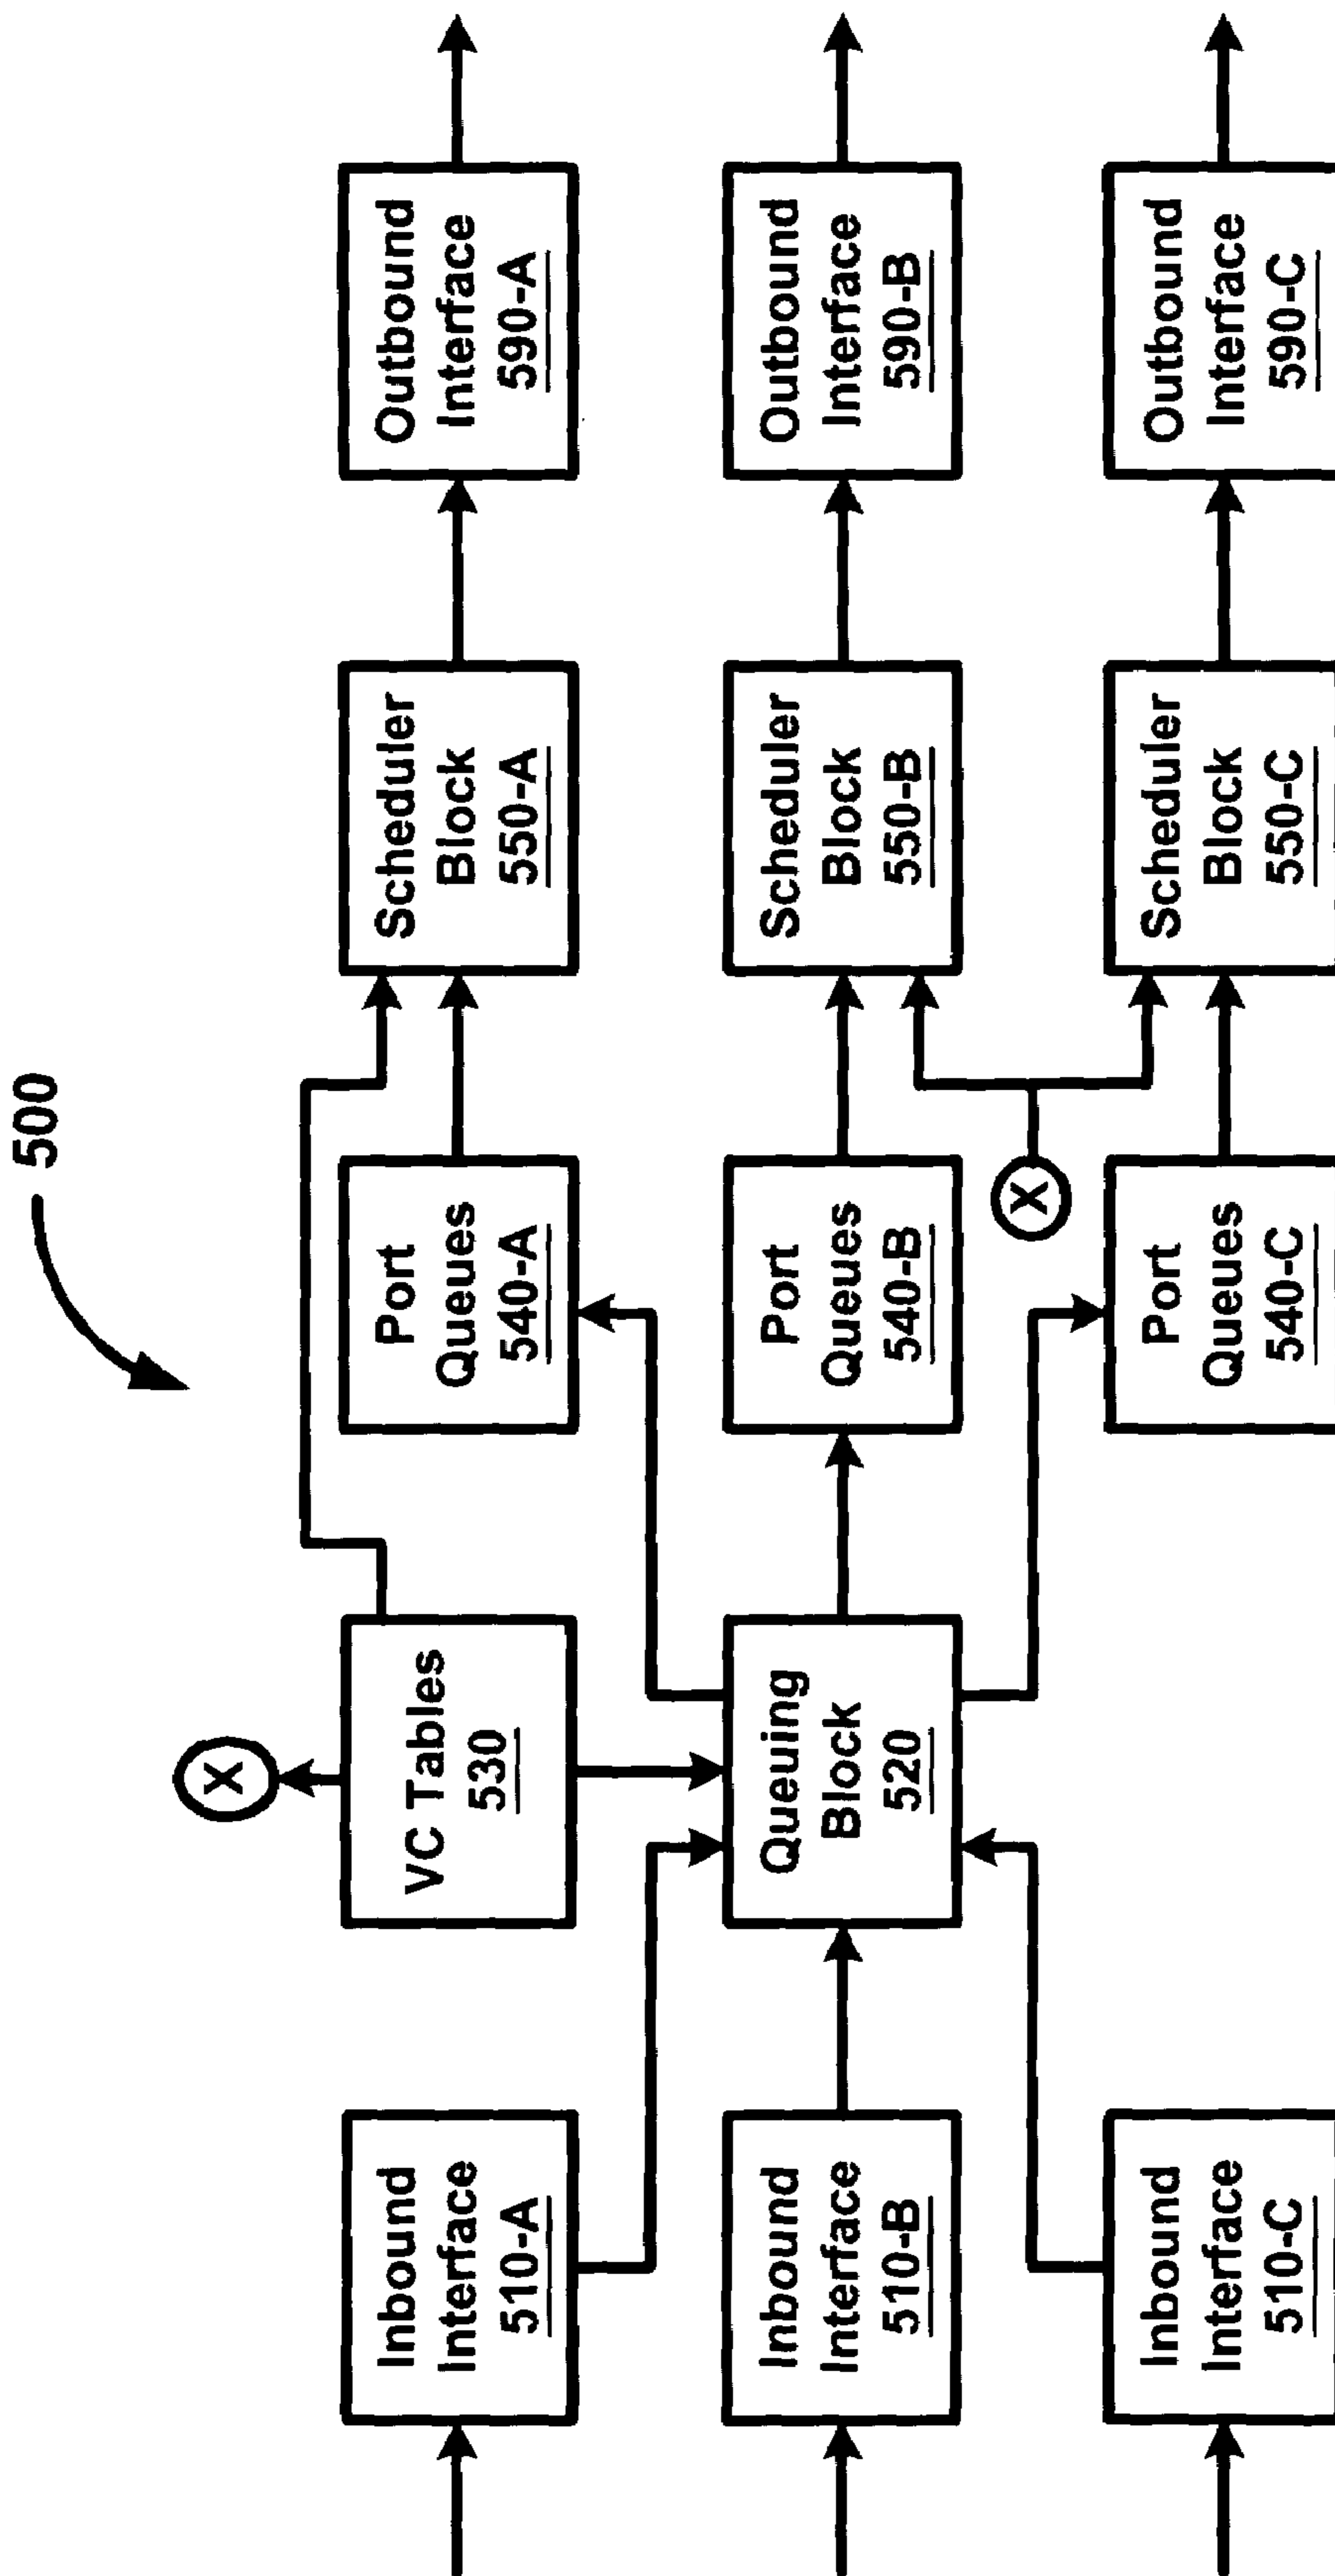 500
X
VC Tables
530
Inbound
Interface
510-A
Port
Queues
540-A
Scheduler
Block
550-A
Outbound
Interface
590-A
Inbound
Interface
510-B
Queuing
Block
520
Port
Queues
540-B
Scheduler
Block
550-B
Outbound
Interface
590-B
X
Inbound
Interface
510-C
Port
Queues
540-C
Scheduler
Block
550-C
Outbound
Interface
590-C